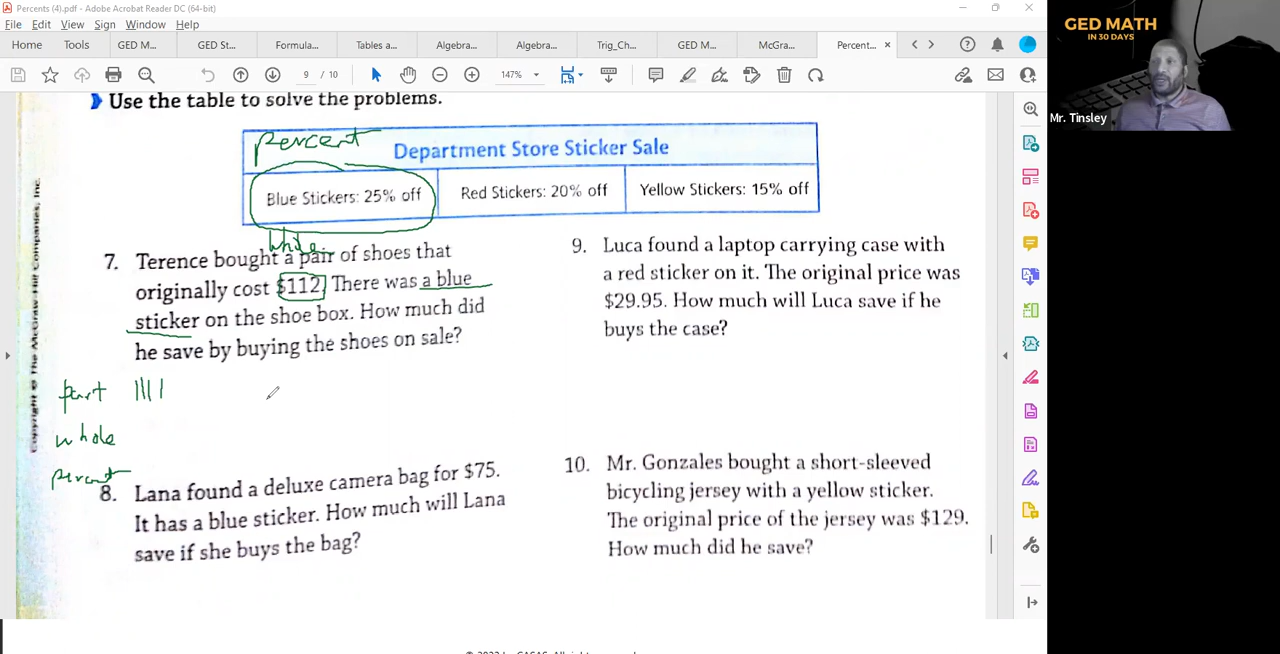 Percents (4).pdf - Adobe Acrobat Reader DC (64-bit)
File Edit View Sign Window Help
Home Tools GED M... GED St... Formula... Tables a... Algebra... Algebra... Trig_Ch... GED M... McGra... Percent... ×
9 / 10 147%
GED MATH
IN 30 DAYS
Mr. Tinsley
Use the table to solve the problems.
percent
Department Store Sticker Sale
Blue Stickers: 25% off Red Stickers: 20% off Yellow Stickers: 15% off
whole
7. Terence bought a pair of shoes that
originally cost $112. There was a blue
sticker on the shoe box. How much did
he save by buying the shoes on sale?
9. Luca found a laptop carrying case with
a red sticker on it. The original price was
$29.95. How much will Luca save if he
buys the case?
part
whole
percent
8. Lana found a deluxe camera bag for $75.
It has a blue sticker. How much will Lana
save if she buys the bag?
10. Mr. Gonzales bought a short-sleeved
bicycling jersey with a yellow sticker.
The original price of the jersey was $129.
How much did he save?
Copyright © The McGraw-Hill Companies, Inc.